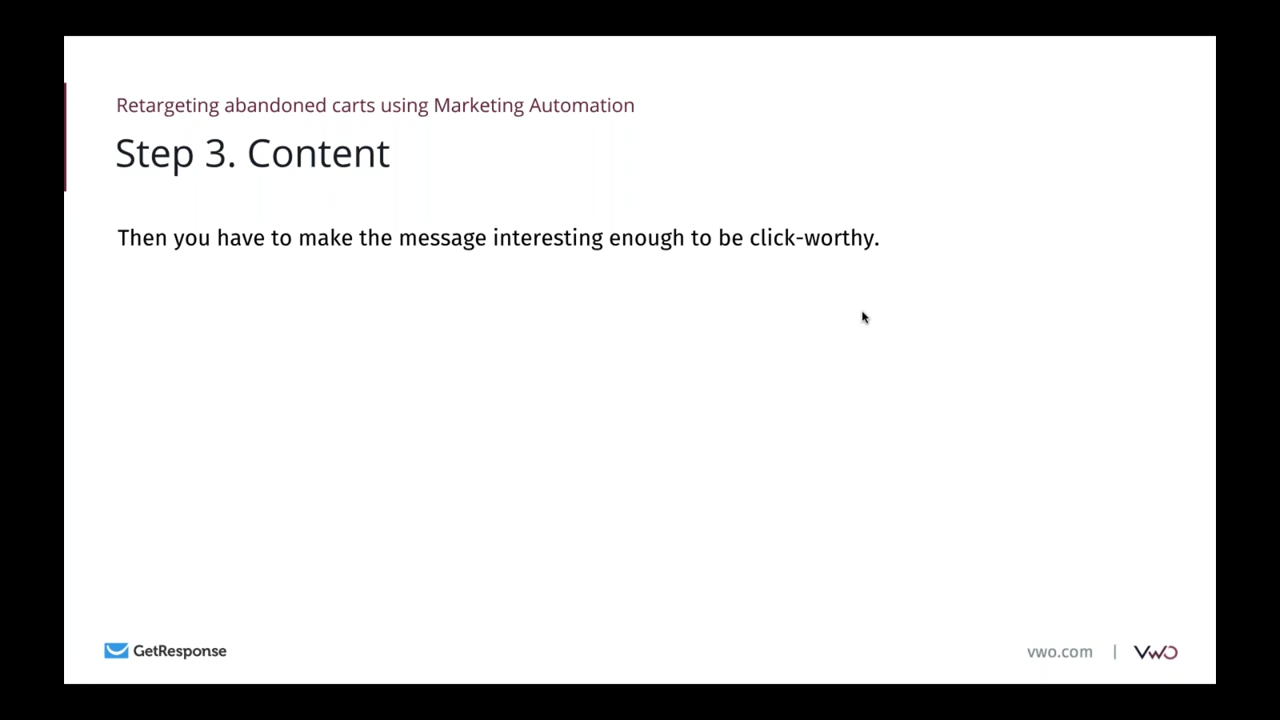 Retargeting abandoned carts using Marketing Automation
Step 3. Content
Then you have to make the message interesting enough to be click-worthy.
GetResponse
vwo.com | VWO